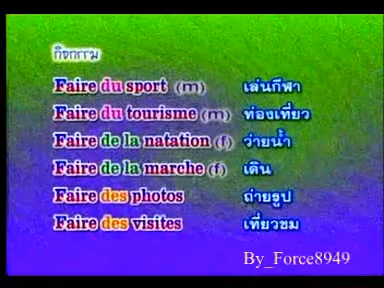 กิจกรรม
Faire du sport (m) เล่นกีฬา
Faire du tourisme (m) ท่องเที่ยว
Faire de la natation (f) ว่ายน้ำ
Faire de la marche (f) เดิน
Faire des photos ถ่ายรูป
Faire des visites เที่ยวชม
By_Force8949